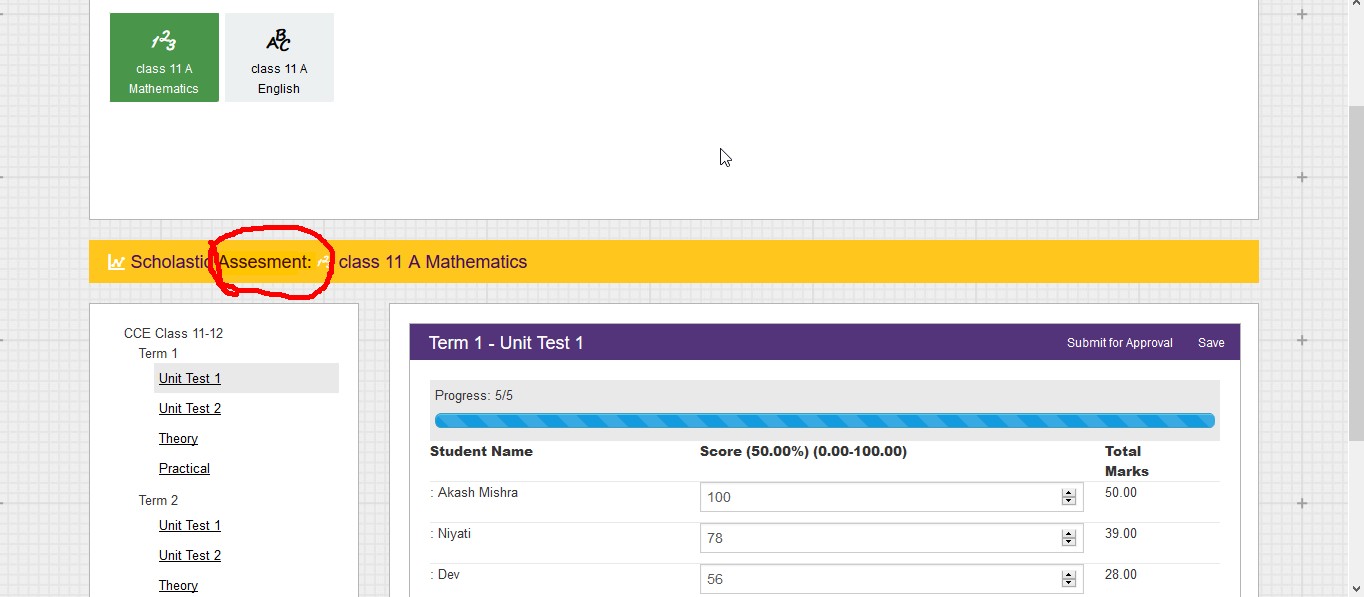 123
class 11 A
Mathematics
ABC
class 11 A
English
Scholastic Assesment: 123 class 11 A Mathematics
CCE Class 11-12
Term 1
Unit Test 1
Unit Test 2
Theory
Practical
Term 2
Unit Test 1
Unit Test 2
Theory
Term 1 - Unit Test 1 Submit for Approval Save
Progress: 5/5
Student Name Score (50.00%) (0.00-100.00) Total
Marks
: Akash Mishra 100 50.00
: Niyati 78 39.00
: Dev 56 28.00